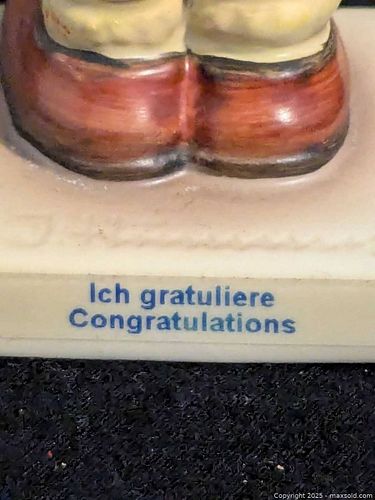 Ich gratuliere
Congratulations
Copyright 2025 - maxsold.com